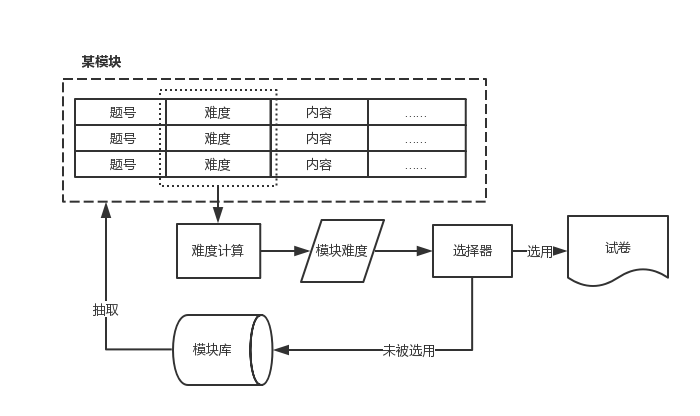 某模块
题号 难度 内容 ......
题号 难度 内容 ......
题号 难度 内容 ......
难度计算 模块难度 选择器 选用 试卷
抽取
模块库 未被选用